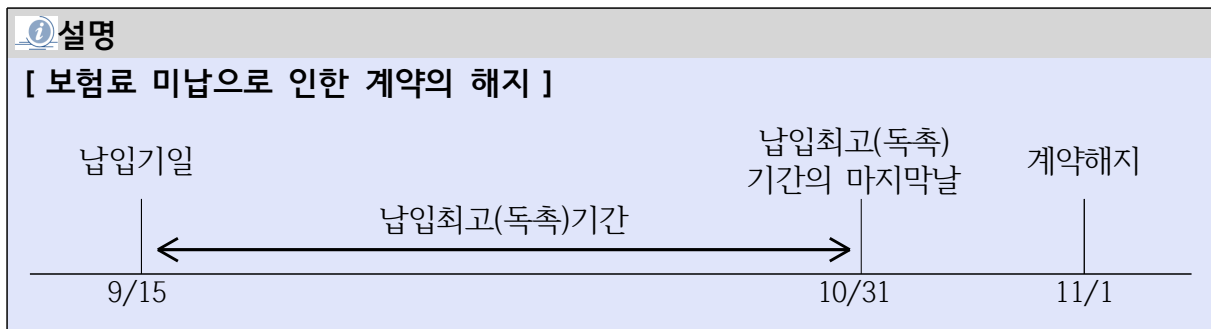 설명
[ 보험료 미납으로 인한 계약의 해지 ]
납입기일
납입최고(독촉)
기간의 마지막날
계약해지
납입최고(독촉)기간
9/15
10/31
11/1